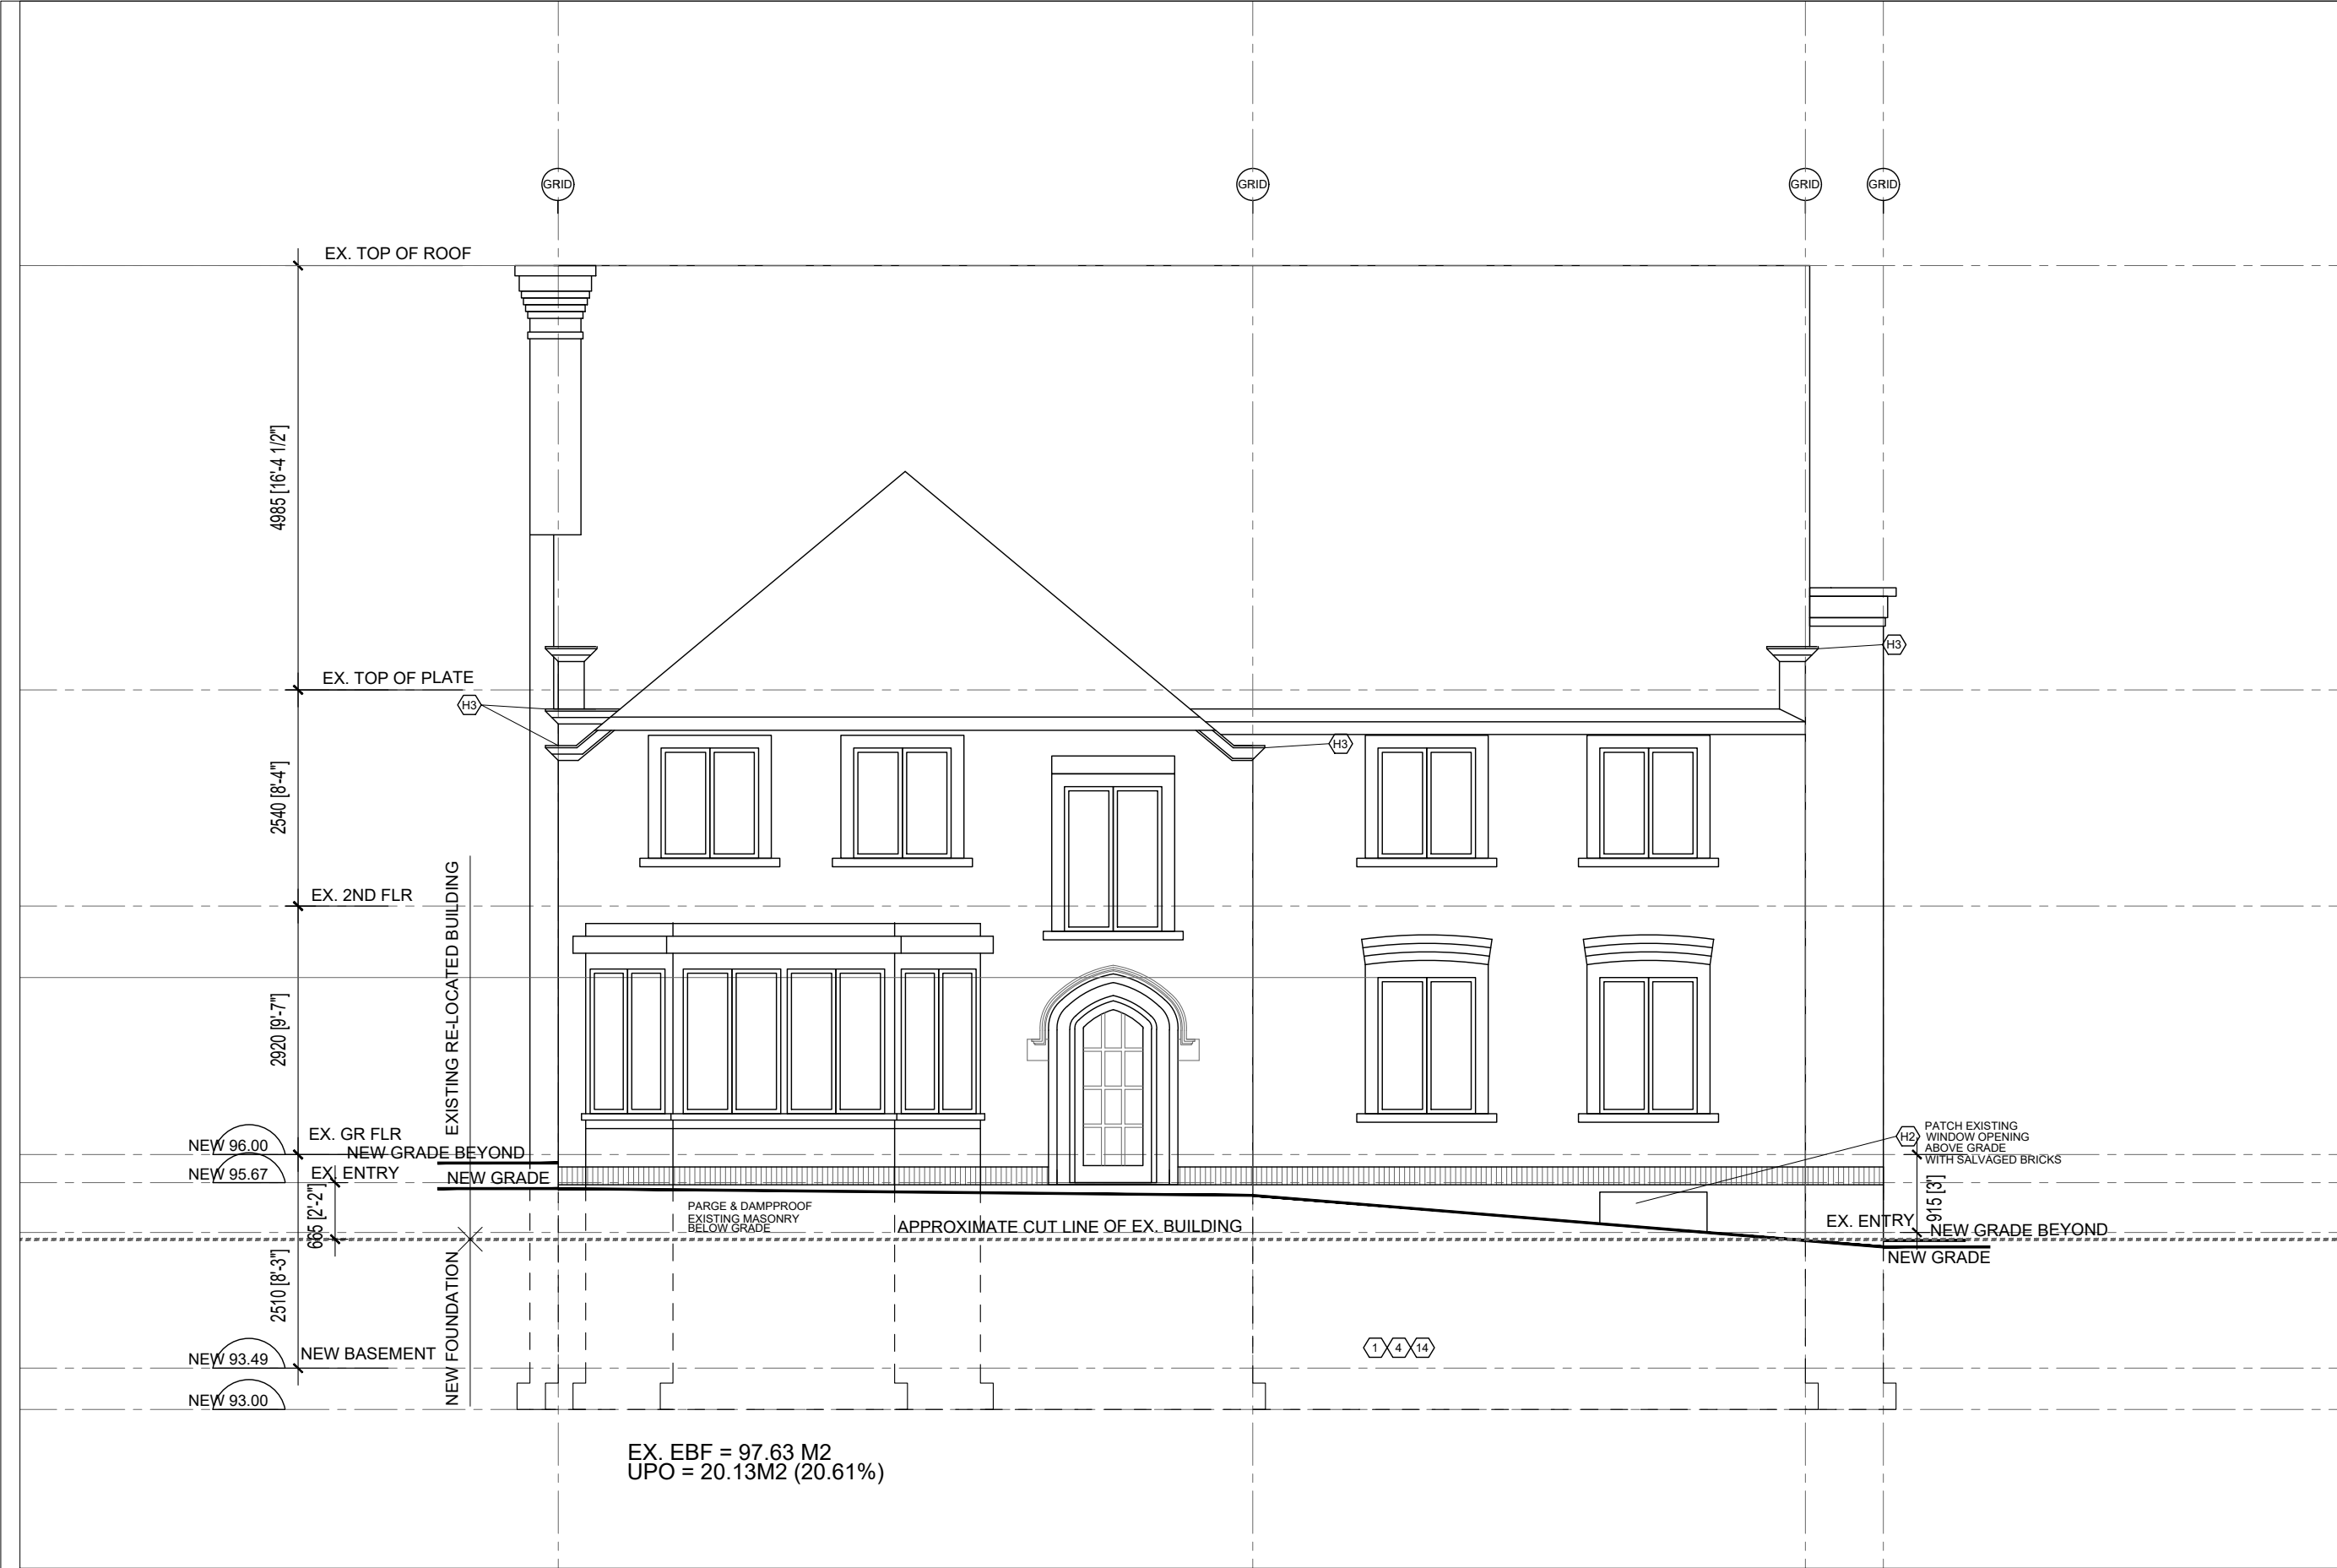 GRID
GRID
GRID
GRID
EX. TOP OF ROOF
4985 [16'-4 1/2"]
H3
EX. TOP OF PLATE
H3
H3
2540 [8'-4"]
EX. 2ND FLR
EXISTING RE-LOCATED BUILDING
2920 [9'-7"]
EX. GR FLR
NEW 96.00
NEW GRADE BEYOND
NEW 95.67
EX. ENTRY
NEW GRADE
H2
PATCH EXISTING
WINDOW OPENING
ABOVE GRADE
WITH SALVAGED BRICKS
665 [2'-2"]
915 [3']
PARGE & DAMPPROOF
EXISTING MASONRY
BELOW GRADE
APPROXIMATE CUT LINE OF EX. BUILDING
EX. ENTRY
NEW GRADE BEYOND
NEW GRADE
2510 [8'-3"]
NEW FOUNDATION
NEW 93.49
NEW BASEMENT
1
4
14
NEW 93.00
EX. EBF = 97.63 M2
UPO = 20.13M2 (20.61%)